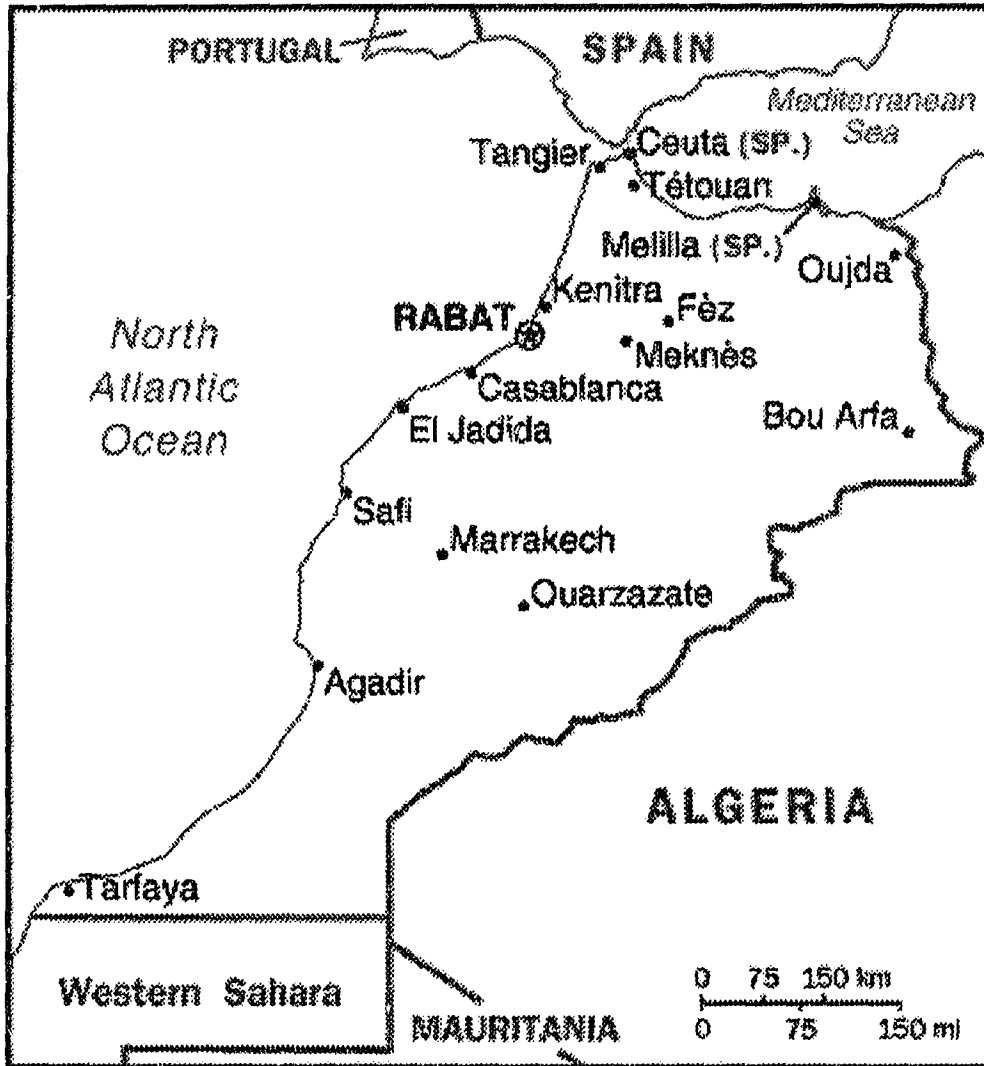 PORTUGAL
SPAIN
Mediterranean
Sea
Tangier
Ceuta (SP.)
Tétouan
Melilla (SP.)
Oujda
Kenitra
RABAT
Fèz
Meknès
North
Atlantic
Ocean
Casablanca
El Jadida
Bou Arfa
Safi
Marrakech
Ouarzazate
Agadir
ALGERIA
Tarfaya
Western Sahara
MAURITANIA
0 75 150 km
0 75 150 mi